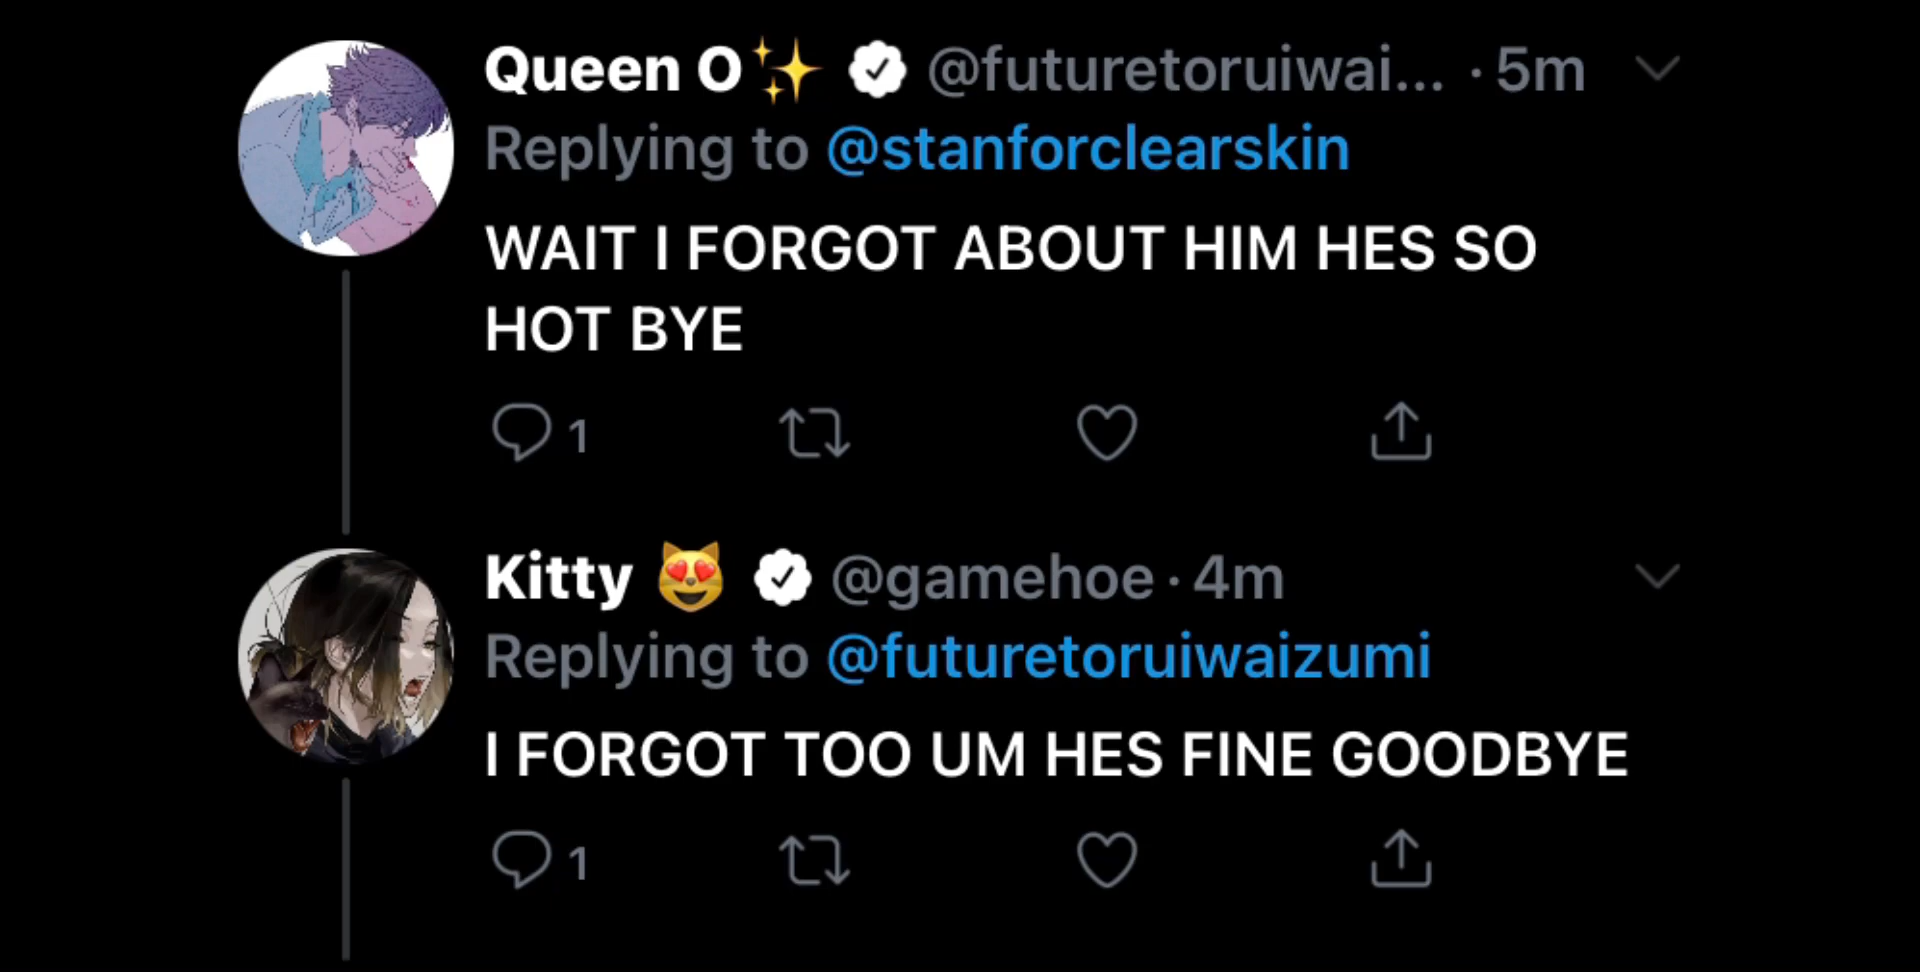 Queen O✨ @futuretoruiwai... · 5m
Replying to @stanforclearskin
WAIT I FORGOT ABOUT HIM HES SO
HOT BYE
1
Kitty 😻 @gamehoe · 4m
Replying to @futuretoruiwaizumi
I FORGOT TOO UM HES FINE GOODBYE
1